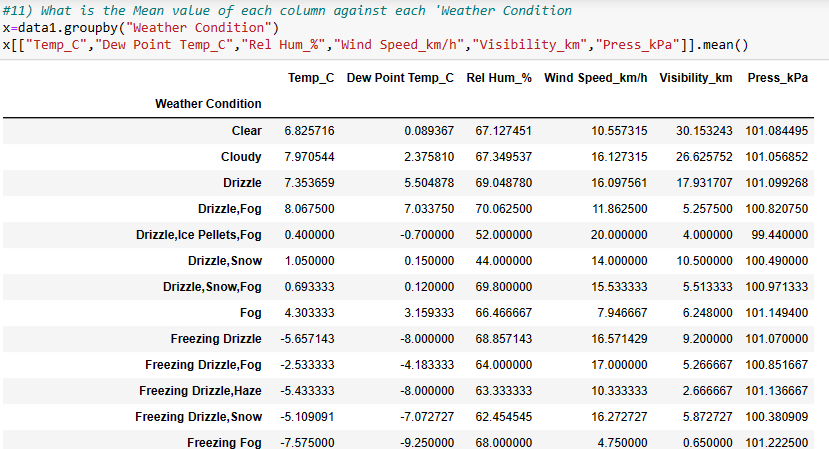 #11) What is the Mean value of each column against each 'Weather Condition
x=data1.groupby("Weather Condition")
x[["Temp_C","Dew Point Temp_C","Rel Hum_%","Wind Speed_km/h","Visibility_km","Press_kPa"]].mean()
Temp_C Dew Point Temp_C Rel Hum_% Wind Speed_km/h Visibility_km Press_kPa
Weather Condition
Clear 6.825716 0.089367 67.127451 10.557315 30.153243 101.084495
Cloudy 7.970544 2.375810 67.349537 16.127315 26.625752 101.056852
Drizzle 7.353659 5.504878 69.048780 16.097561 17.931707 101.099268
Drizzle,Fog 8.067500 7.033750 70.062500 11.862500 5.257500 100.820750
Drizzle,Ice Pellets,Fog 0.400000 -0.700000 52.000000 20.000000 4.000000 99.440000
Drizzle,Snow 1.050000 0.150000 44.000000 14.000000 10.500000 100.490000
Drizzle,Snow,Fog 0.693333 0.120000 69.800000 15.533333 5.513333 100.971333
Fog 4.303333 3.159333 66.466667 7.946667 6.248000 101.149400
Freezing Drizzle -5.657143 -8.000000 68.857143 16.571429 9.200000 101.070000
Freezing Drizzle,Fog -2.533333 -4.183333 64.000000 17.000000 5.266667 100.851667
Freezing Drizzle,Haze -5.433333 -8.000000 63.333333 10.333333 2.666667 101.136667
Freezing Drizzle,Snow -5.109091 -7.072727 62.454545 16.272727 5.872727 100.380909
Freezing Fog -7.575000 -9.250000 68.000000 4.750000 0.650000 101.222500